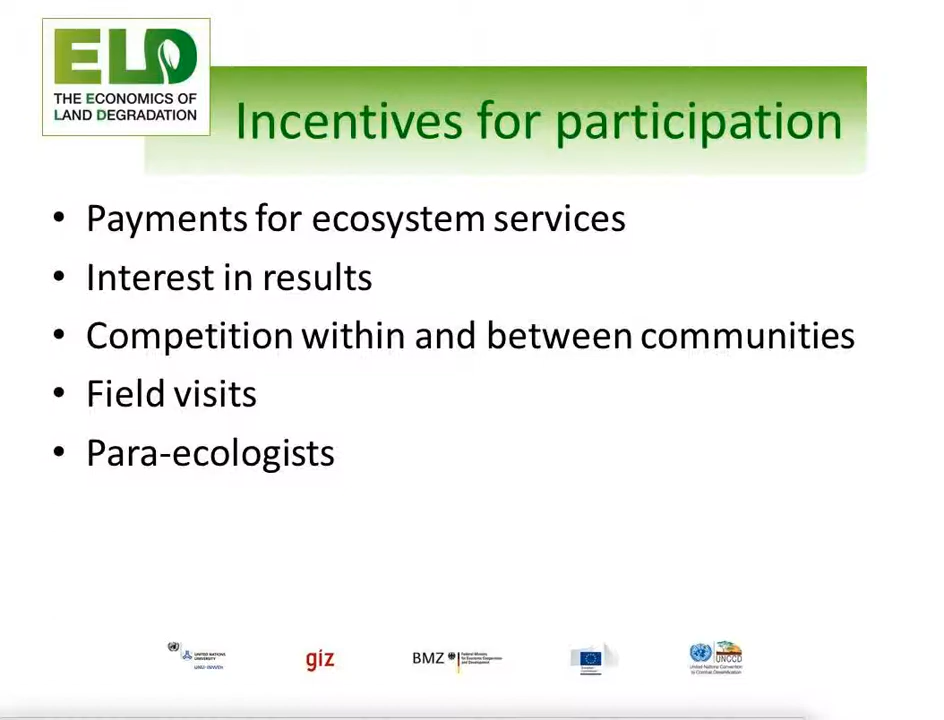 ELD
THE ECONOMICS OF
LAND DEGRADATION
Incentives for participation
• Payments for ecosystem services
• Interest in results
• Competition within and between communities
• Field visits
• Para-ecologists
UNITED NATIONS
UNIVERSITY
UNU-INWEH
giz
BMZ
Federal Ministry
for Economic Cooperation
and Development
UNCCD
United Nations Convention
to Combat Desertification